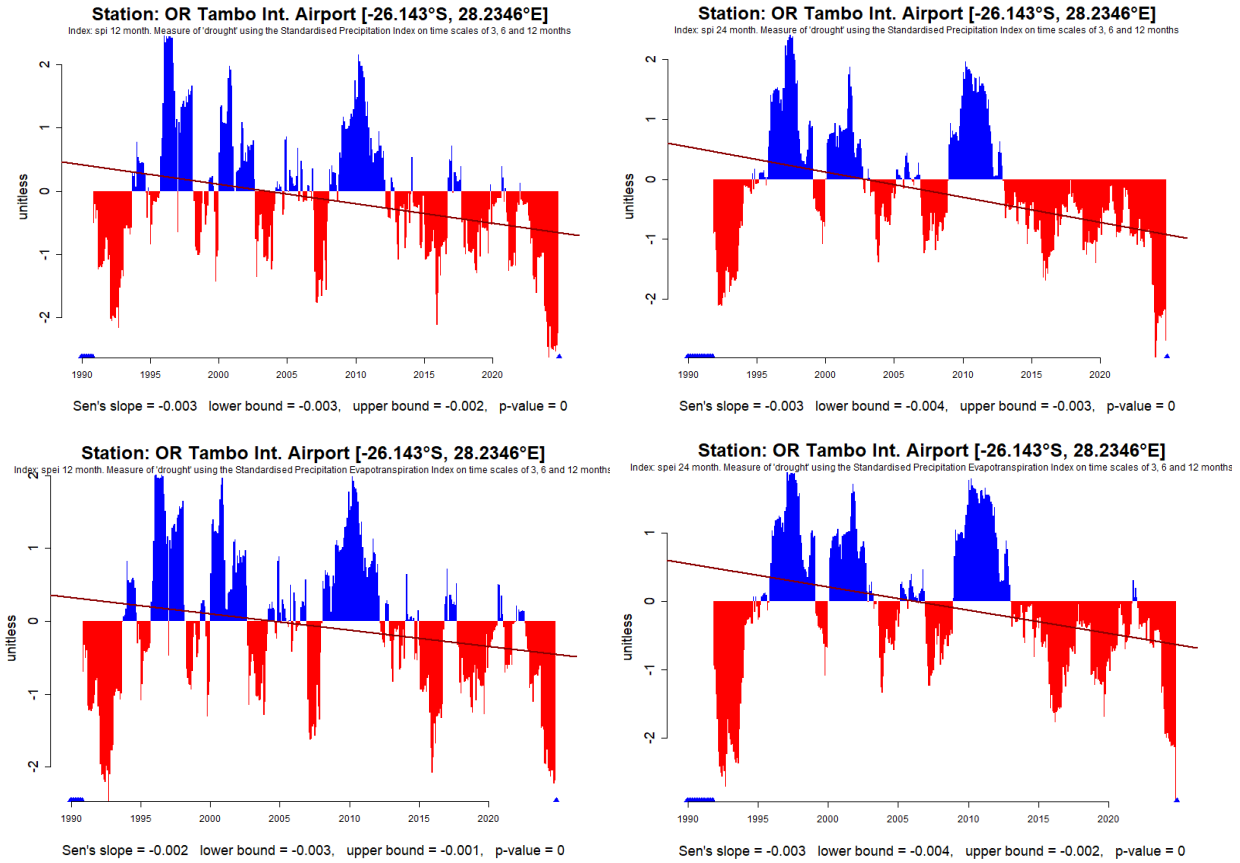 Station: OR Tambo Int. Airport [-26.143°S, 28.2346°E]
Index: spi 12 month. Measure of 'drought' using the Standardised Precipitation Index on time scales of 3, 6 and 12 months
unitless
2
1
0
-1
-2
1990 1995 2000 2005 2010 2015 2020
Sen's slope = -0.003 lower bound = -0.003, upper bound = -0.002, p-value = 0
Station: OR Tambo Int. Airport [-26.143°S, 28.2346°E]
Index: spi 24 month. Measure of 'drought' using the Standardised Precipitation Index on time scales of 3, 6 and 12 months
unitless
2
1
0
-1
-2
1990 1995 2000 2005 2010 2015 2020
Sen's slope = -0.003 lower bound = -0.004, upper bound = -0.003, p-value = 0
Station: OR Tambo Int. Airport [-26.143°S, 28.2346°E]
Index: spei 12 month. Measure of 'drought' using the Standardised Precipitation Evapotranspiration Index on time scales of 3, 6 and 12 months
unitless
2
1
0
-1
-2
1990 1995 2000 2005 2010 2015 2020
Sen's slope = -0.002 lower bound = -0.003, upper bound = -0.001, p-value = 0
Station: OR Tambo Int. Airport [-26.143°S, 28.2346°E]
Index: spei 24 month. Measure of 'drought' using the Standardised Precipitation Evapotranspiration Index on time scales of 3, 6 and 12 months
unitless
1
0
-1
-2
1990 1995 2000 2005 2010 2015 2020
Sen's slope = -0.003 lower bound = -0.004, upper bound = -0.002, p-value = 0